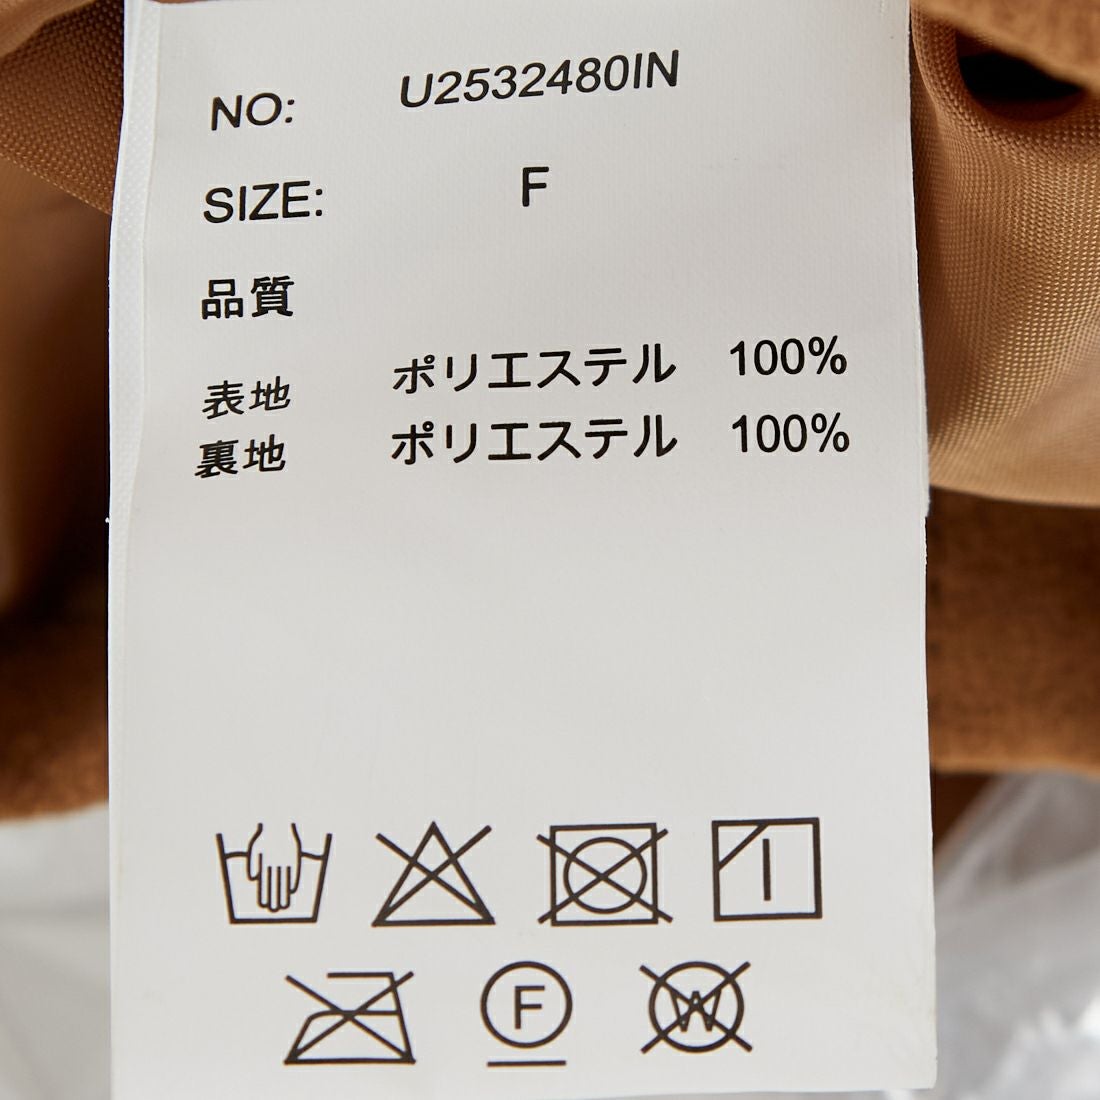 NO: U2532480IN
SIZE: F
品質
表地 ポリエステル 100%
裏地 ポリエステル 100%
F W